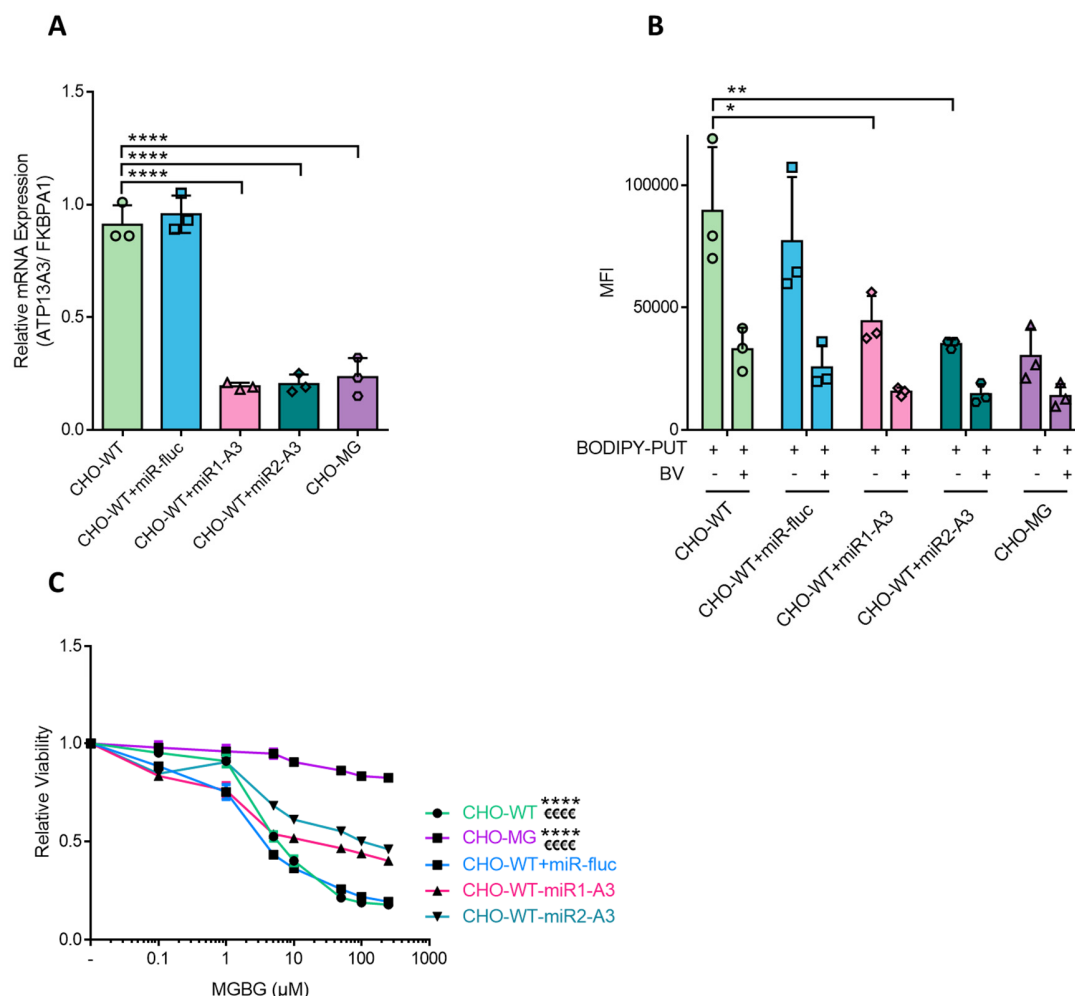 A
1.5
1.0
0.5
0.0
Relative mRNA Expression
(ATP13A3/ FKBPA1)
****
****
****
CHO-WT
CHO-WT+miR-fluc
CHO-WT+miR1-A3
CHO-WT+miR2-A3
CHO-MG
B
**
*
100000
50000
0
MFI
BODIPY-PUT + + + + + + + + + +
BV - + - + - + - + - +
CHO-WT
CHO-WT+miR-fluc
CHO-WT+miR1-A3
CHO-WT+miR2-A3
CHO-MG
C
1.5
1.0
0.5
0.0
Relative Viability
- 0.1 1 10 100 1000
MGBG (µM)
CHO-WT ****
€€€€
CHO-MG ****
€€€€
CHO-WT+miR-fluc
CHO-WT-miR1-A3
CHO-WT-miR2-A3